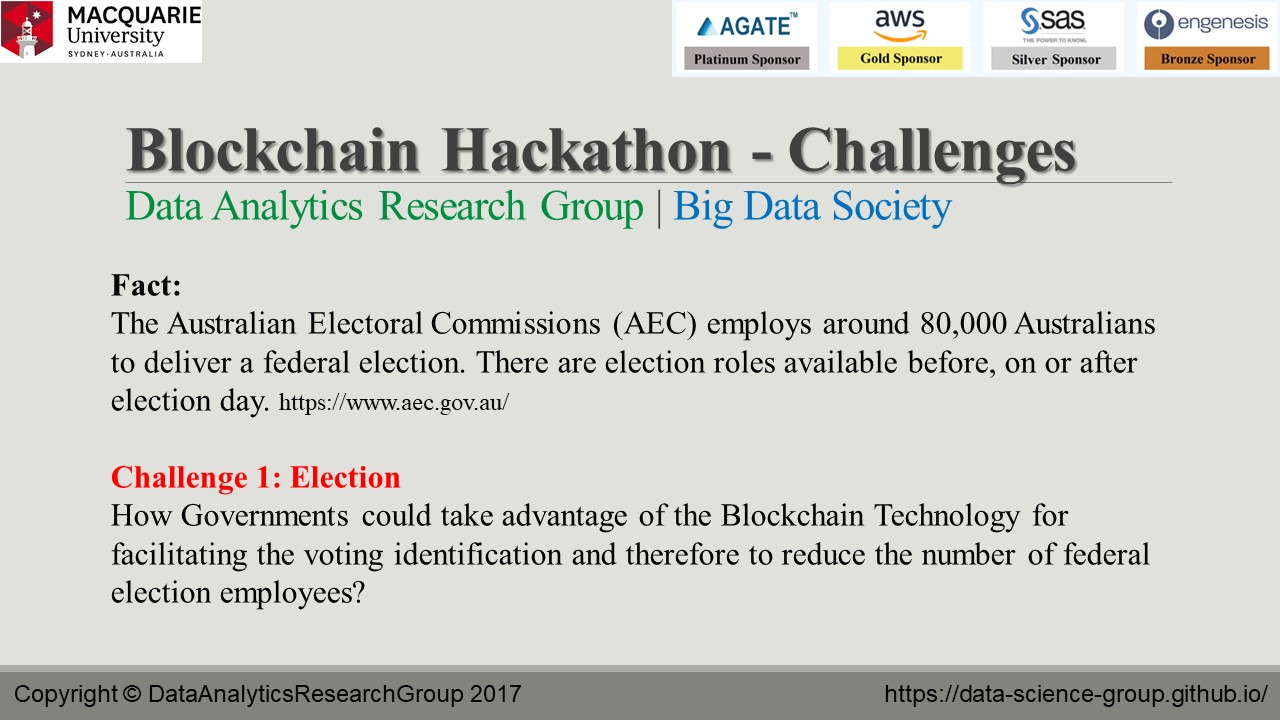 MACQUARIE
University
SYDNEY·AUSTRALIA
AGATE™
Platinum Sponsor
aws
Gold Sponsor
sas
THE POWER TO KNOW.
Silver Sponsor
engenesis
Bronze Sponsor
Blockchain Hackathon - Challenges
Data Analytics Research Group | Big Data Society
Fact:
The Australian Electoral Commissions (AEC) employs around 80,000 Australians
to deliver a federal election. There are election roles available before, on or after
election day. https://www.aec.gov.au/
Challenge 1: Election
How Governments could take advantage of the Blockchain Technology for
facilitating the voting identification and therefore to reduce the number of federal
election employees?
Copyright © DataAnalyticsResearchGroup 2017
https://data-science-group.github.io/